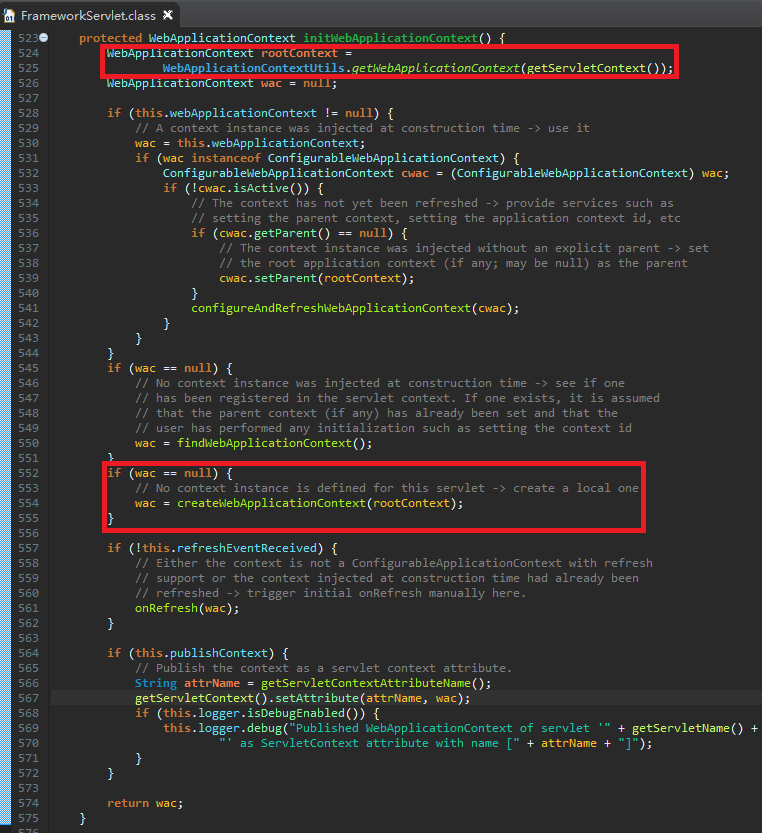 FrameworkServlet.class
523 protected WebApplicationContext initWebApplicationContext() {
524 WebApplicationContext rootContext =
525 WebApplicationContextUtils.getWebApplicationContext(getServletContext());
526 WebApplicationContext wac = null;
527
528 if (this.webApplicationContext != null) {
529 // A context instance was injected at construction time -> use it
530 wac = this.webApplicationContext;
531 if (wac instanceof ConfigurableWebApplicationContext) {
532 ConfigurableWebApplicationContext cwac = (ConfigurableWebApplicationContext) wac;
533 if (!cwac.isActive()) {
534 // The context has not yet been refreshed -> provide services such as
535 // setting the parent context, setting the application context id, etc
536 if (cwac.getParent() == null) {
537 // The context instance was injected without an explicit parent -> set
538 // the root application context (if any; may be null) as the parent
539 cwac.setParent(rootContext);
540 }
541 configureAndRefreshWebApplicationContext(cwac);
542 }
543 }
544 }
545 if (wac == null) {
546 // No context instance was injected at construction time -> see if one
547 // has been registered in the servlet context. If one exists, it is assumed
548 // that the parent context (if any) has already been set and that the
549 // user has performed any initialization such as setting the context id
550 wac = findWebApplicationContext();
551 }
552 if (wac == null) {
553 // No context instance is defined for this servlet -> create a local one
554 wac = createWebApplicationContext(rootContext);
555 }
556
557 if (!this.refreshEventReceived) {
558 // Either the context is not a ConfigurableApplicationContext with refresh
559 // support or the context injected at construction time had already been
560 // refreshed -> trigger initial onRefresh manually here.
561 onRefresh(wac);
562 }
563
564 if (this.publishContext) {
565 // Publish the context as a servlet context attribute.
566 String attrName = getServletContextAttributeName();
567 getServletContext().setAttribute(attrName, wac);
568 if (this.logger.isDebugEnabled()) {
569 this.logger.debug("Published WebApplicationContext of servlet '" + getServletName() +
570 "' as ServletContext attribute with name [" + attrName + "]");
571 }
572 }
573
574 return wac;
575 }